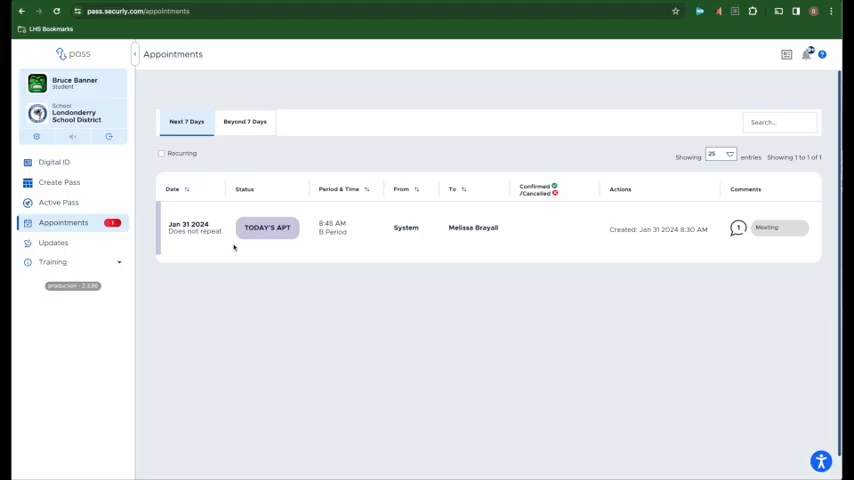 pass.securly.com/appointments
LHS Bookmarks
pass
Appointments
Bruce Banner
student
School
Londonderry
School District
Digital ID
Create Pass
Active Pass
Appointments 1
Updates
Training
production - 2.3.90
Next 7 Days Beyond 7 Days
Search...
Recurring
Showing 25 entries Showing 1 to 1 of 1
Date Status Period & Time From To Confirmed /Cancelled Actions Comments
Jan 31 2024
Does not repeat
TODAY'S APT
8:45 AM
B Period
System
Melissa Brayall
Created: Jan 31 2024 8:30 AM
1 Meeting